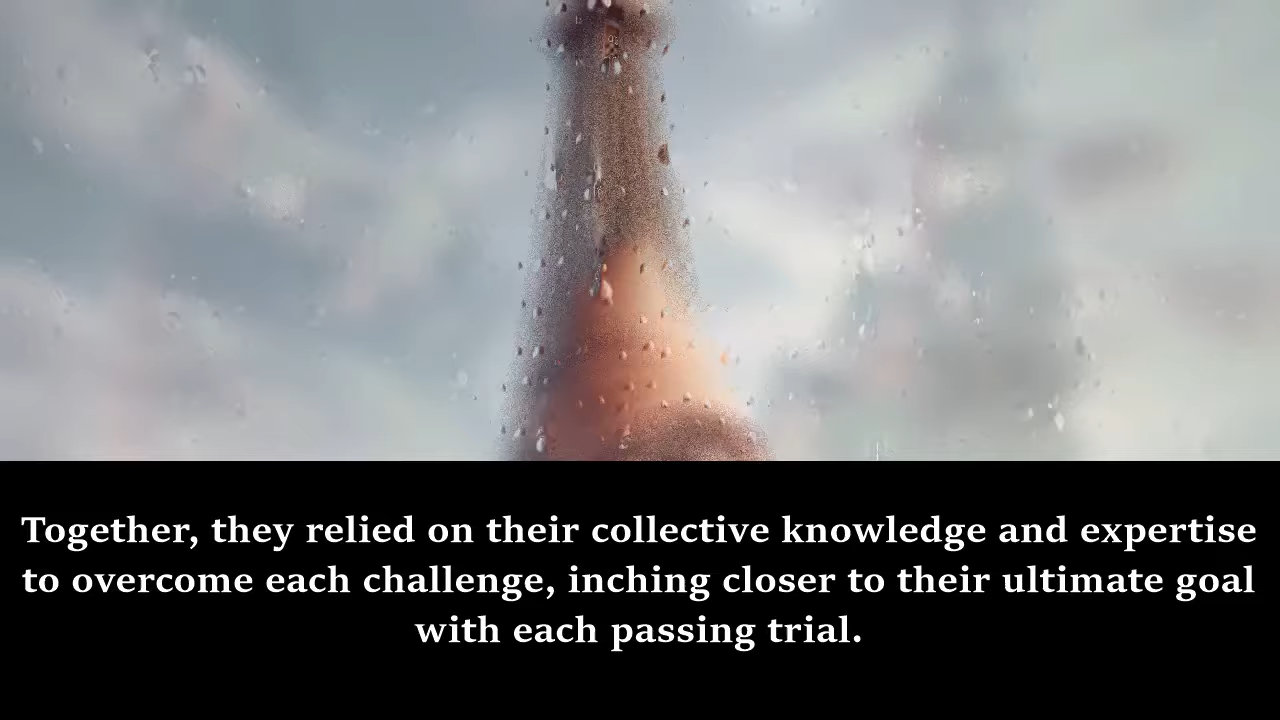 Together, they relied on their collective knowledge and expertise
to overcome each challenge, inching closer to their ultimate goal
with each passing trial.